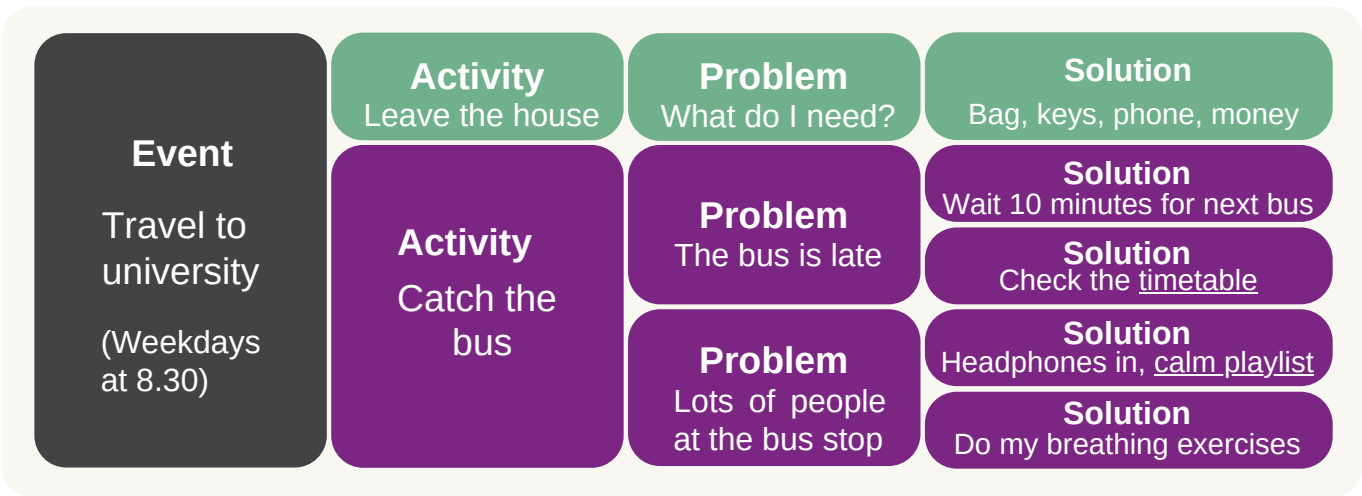 Event
Travel to
university
(Weekdays
at 8.30)
Activity
Leave the house
Problem
What do I need?
Solution
Bag, keys, phone, money
Activity
Catch the
bus
Problem
The bus is late
Solution
Wait 10 minutes for next bus
Solution
Check the timetable
Problem
Lots of people
at the bus stop
Solution
Headphones in, calm playlist
Solution
Do my breathing exercises